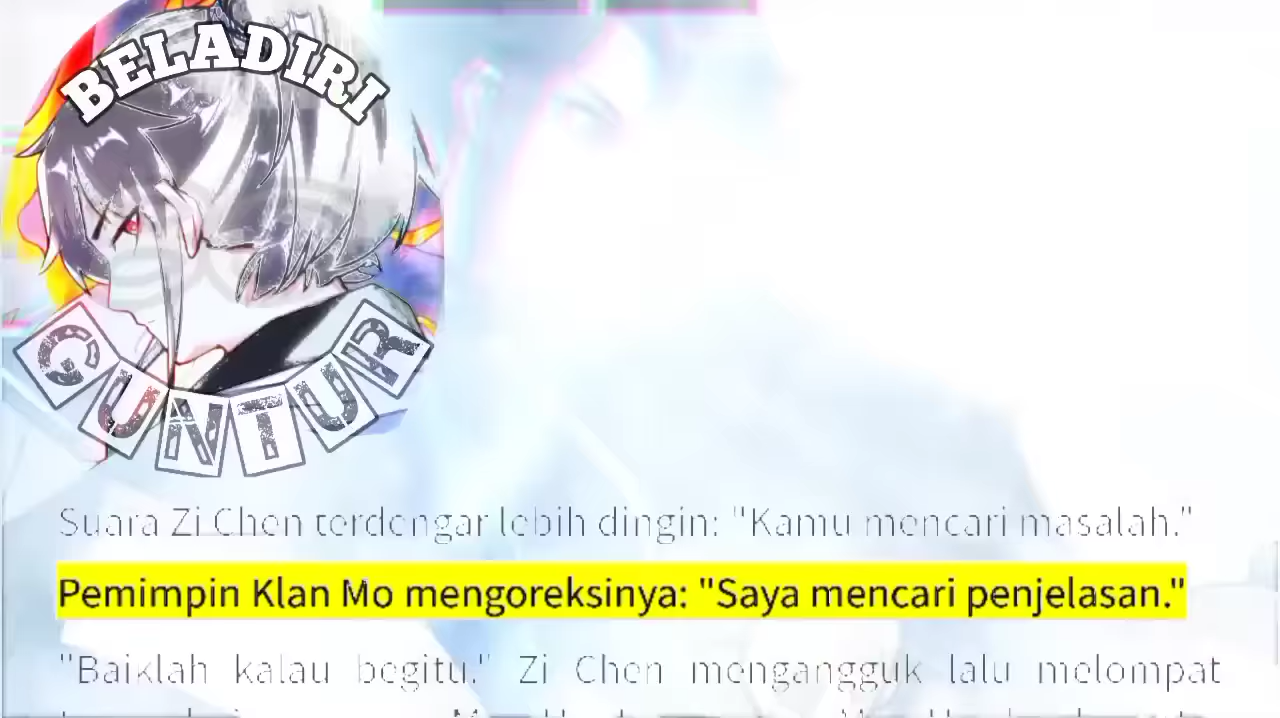 BELADIRI
GUNTUR
Suara Zi Chen terdengar lebih dingin: "Kamu mencari masalah."
Pemimpin Klan Mo mengoreksinya: "Saya mencari penjelasan."
"Baiklah kalau begitu." Zi Chen mengangguk lalu melompat